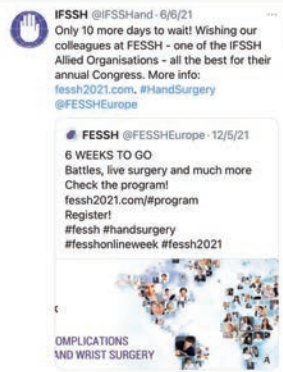 IFSSH @IFSSHand · 6/6/21
Only 10 more days to wait! Wishing our
colleagues at FESSH - one of the IFSSH
Allied Organisations - all the best for their
annual Congress. More info:
fessh2021.com. #HandSurgery
@FESSHEurope
FESSH @FESSHEurope · 12/5/21
6 WEEKS TO GO
Battles, live surgery and much more
Check the program!
fessh2021.com/#program
Register!
#fessh #handsurgery
#fesshonlineweek #fessh2021
OMPLICATIONS
AND WRIST SURGERY